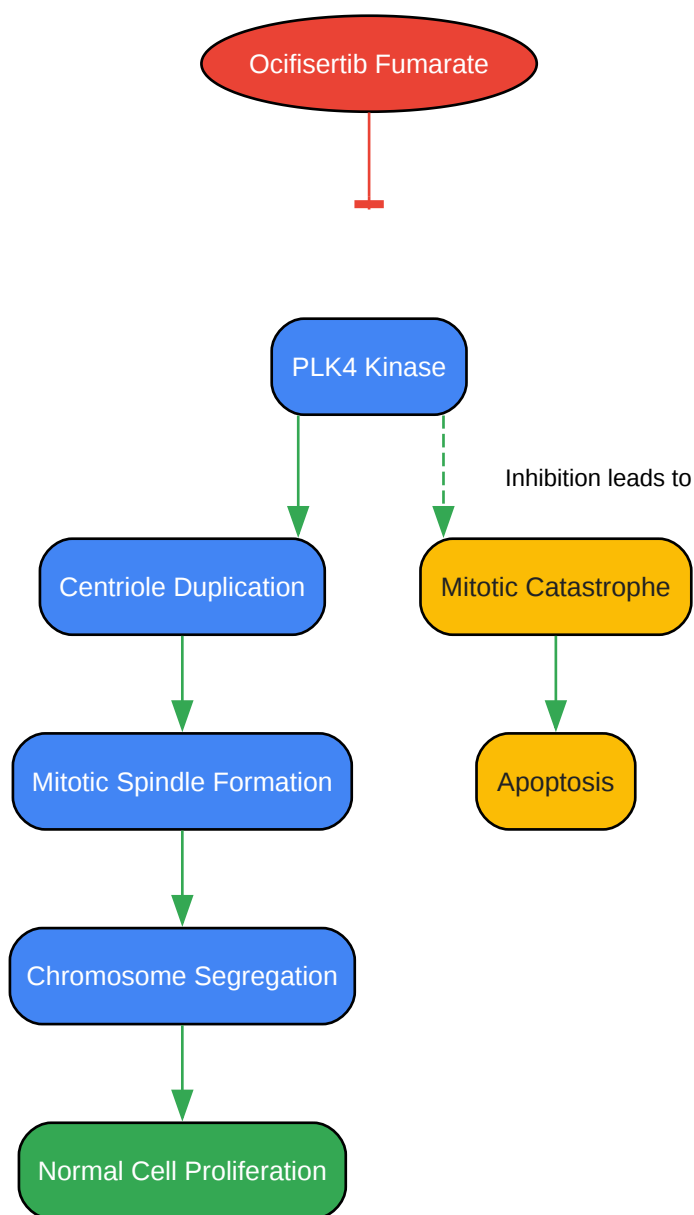 Ocifisertib Fumarate
PLK4 Kinase
Inhibition leads to
Centriole Duplication
Mitotic Catastrophe
Mitotic Spindle Formation
Apoptosis
Chromosome Segregation
Normal Cell Proliferation